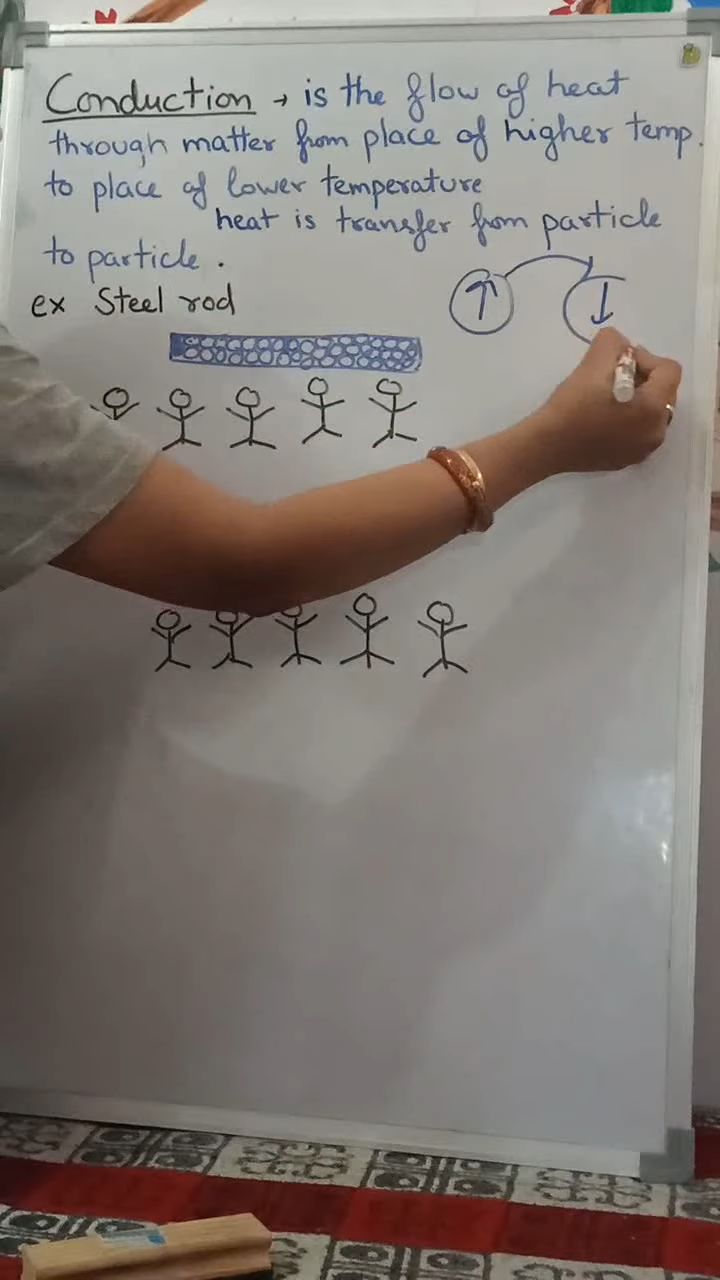 Conduction → is the flow of heat
through matter from place of higher temp.
to place of lower temperature
heat is transfer from particle
to particle .
ex Steel rod